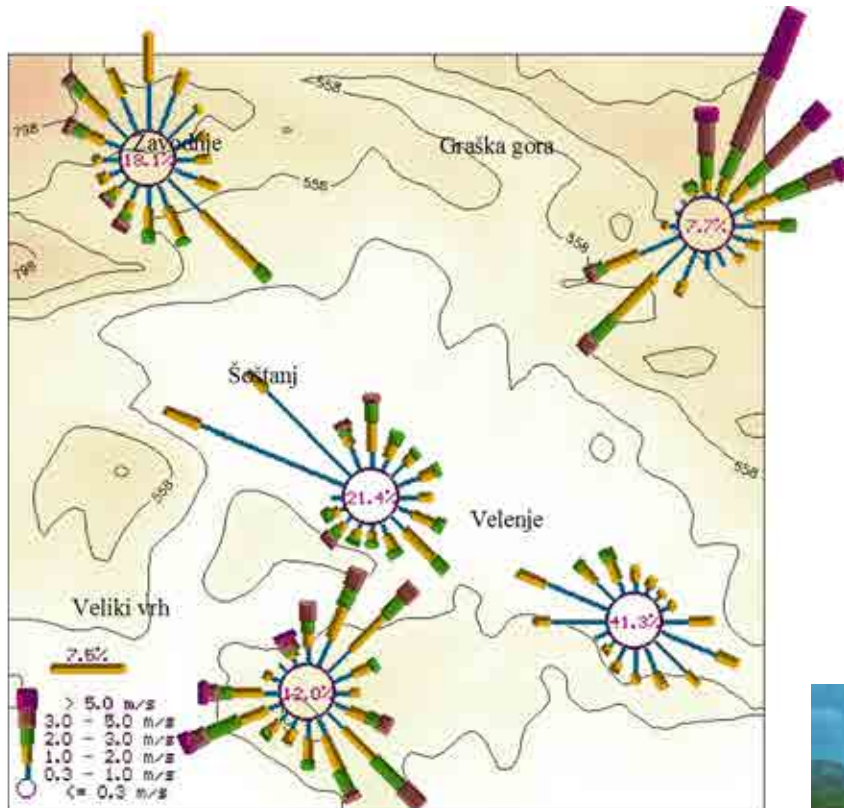 558
798
Zavodnje
18.1%
Graška gora
7.7%
558
558
798
Šoštanj
558
558
21.4%
Velenje
Veliki vrh
41.3%
7.5%
12.0%
> 5.0 m/s
3.0 - 5.0 m/s
2.0 - 3.0 m/s
1.0 - 2.0 m/s
0.3 - 1.0 m/s
<= 0.3 m/s